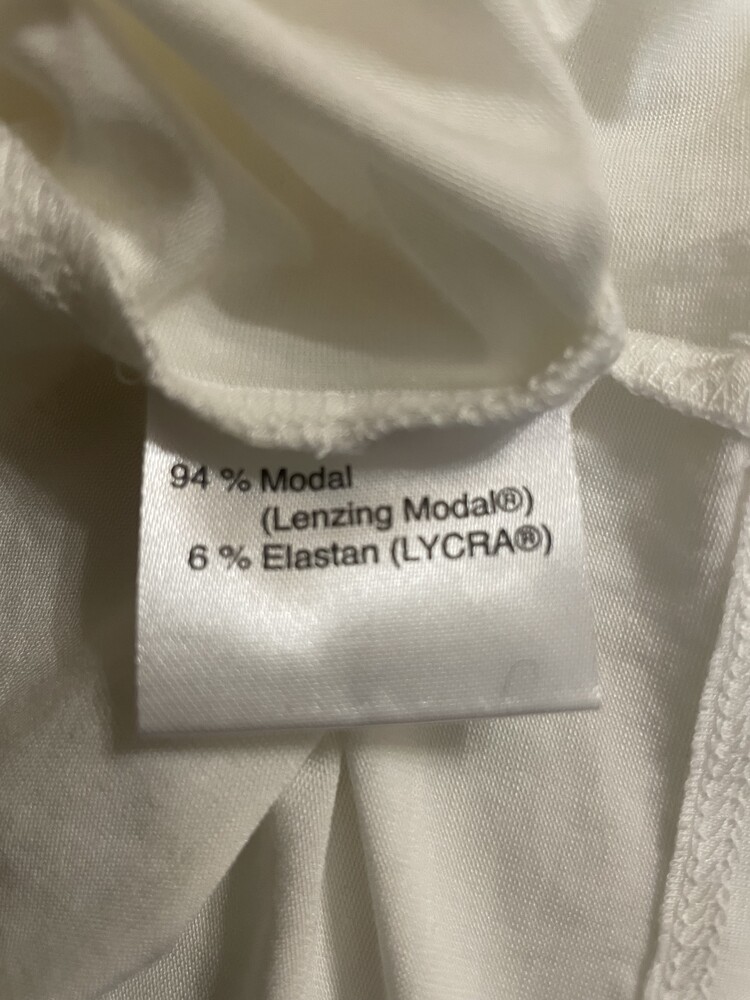 94 % Modal
(Lenzing Modal®)
6 % Elastan (LYCRA®)